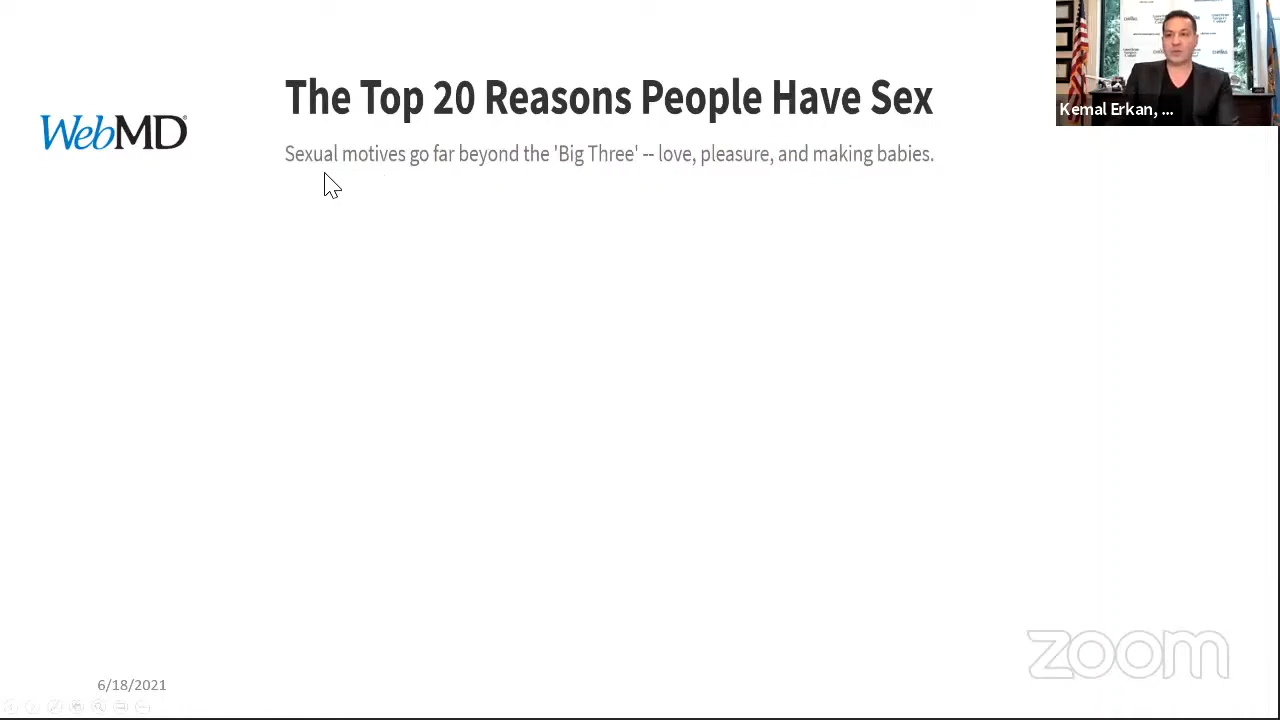 The Top 20 Reasons People Have Sex
WebMD®
Sexual motives go far beyond the 'Big Three' -- love, pleasure, and making babies.
Kemal Erkan, ...
zoom
6/18/2021